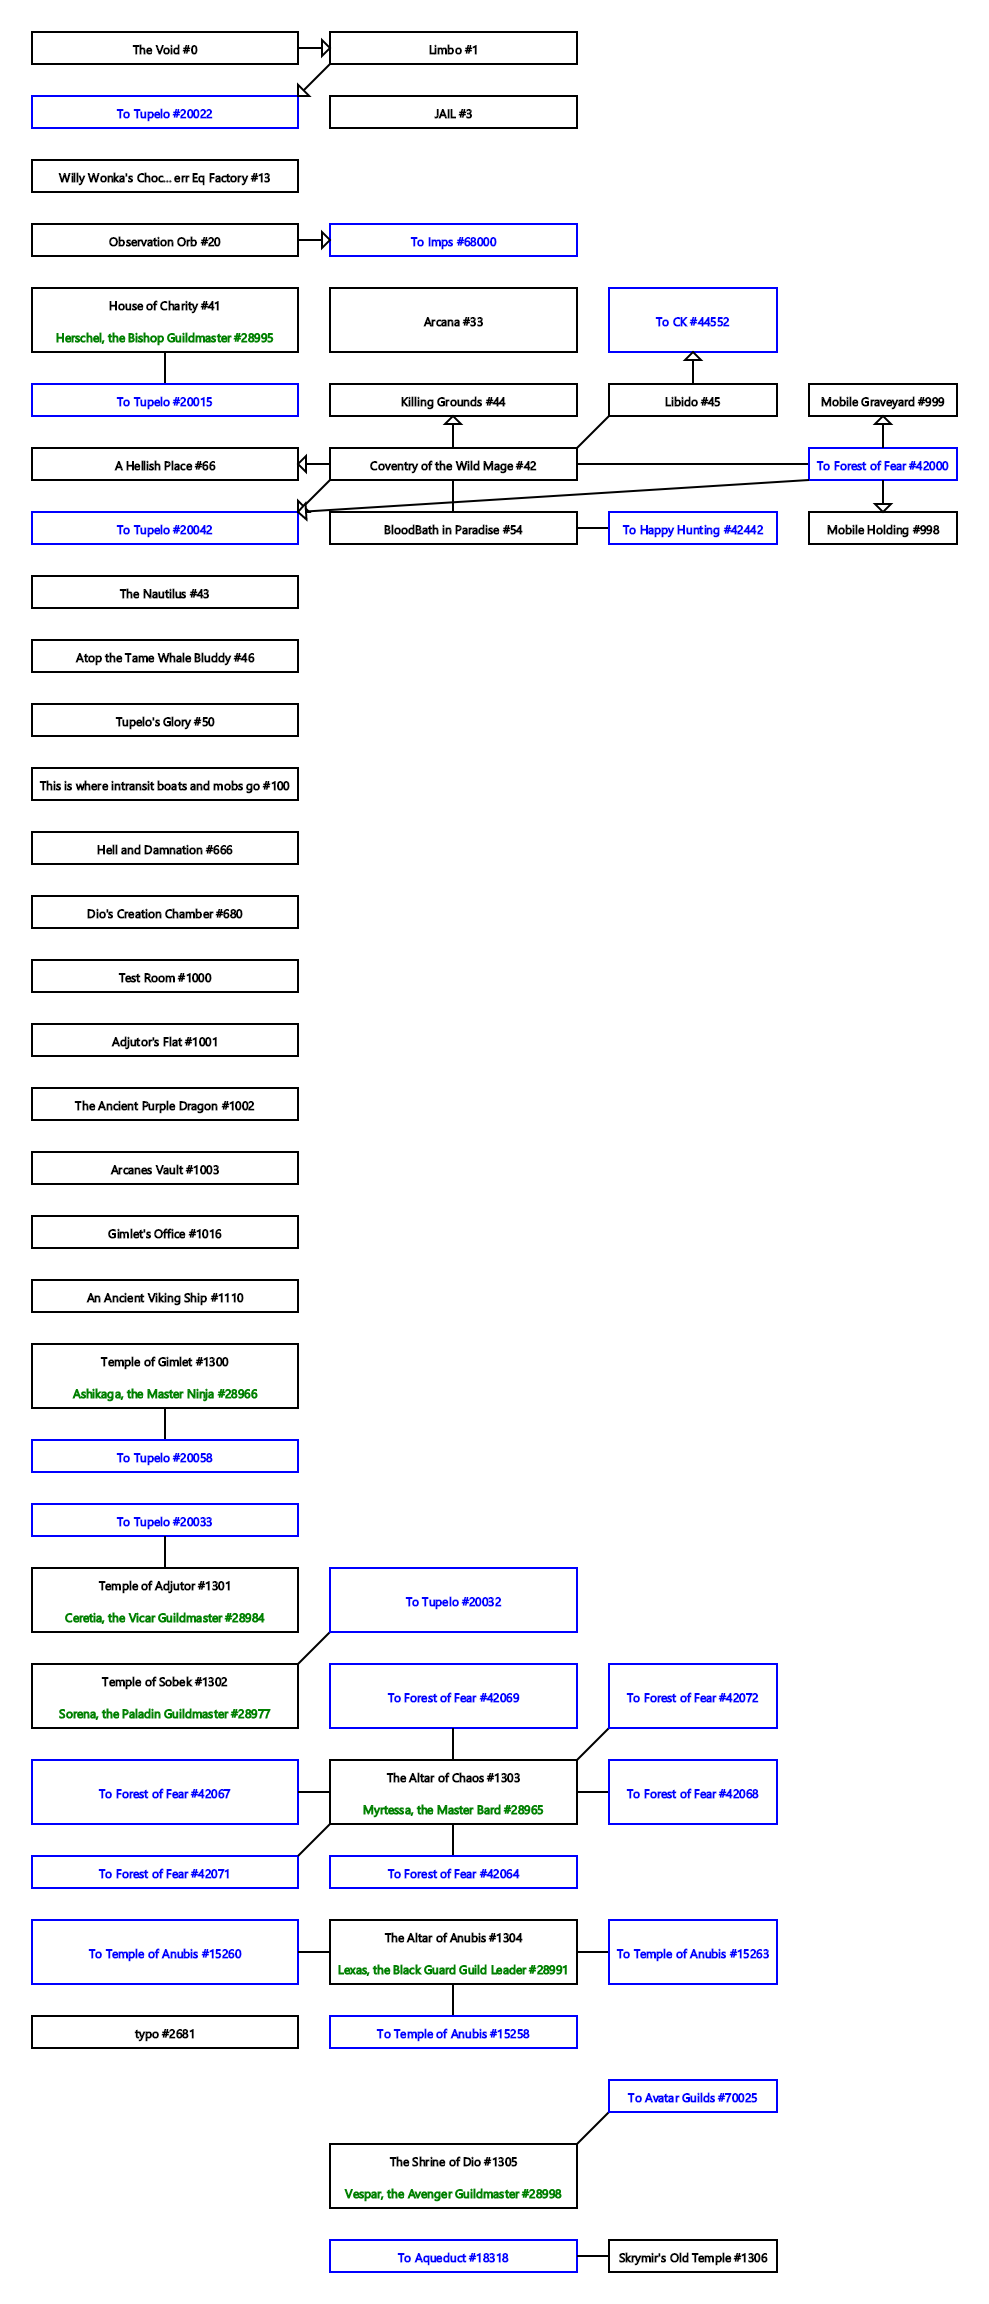 The Void #0
Limbo #1
To Tupelo #20022
JAIL #3
Willy Wonka's Choc... err Eq Factory #13
Observation Orb #20
To Imps #68000
House of Charity #41
Herschel, the Bishop Guildmaster #28995
Arcana #33
To CK #44552
To Tupelo #20015
Killing Grounds #44
Libido #45
Mobile Graveyard #999
A Hellish Place #66
Coventry of the Wild Mage #42
To Forest of Fear #42000
To Tupelo #20042
BloodBath in Paradise #54
To Happy Hunting #42442
Mobile Holding #998
The Nautilus #43
Atop the Tame Whale Bluddy #46
Tupelo's Glory #50
This is where intransit boats and mobs go #100
Hell and Damnation #666
Dio's Creation Chamber #680
Test Room #1000
Adjutor's Flat #1001
The Ancient Purple Dragon #1002
Arcanes Vault #1003
Gimlet's Office #1016
An Ancient Viking Ship #1110
Temple of Gimlet #1300
Ashikaga, the Master Ninja #28966
To Tupelo #20058
To Tupelo #20033
Temple of Adjutor #1301
Ceretia, the Vicar Guildmaster #28984
To Tupelo #20032
Temple of Sobek #1302
Sorena, the Paladin Guildmaster #28977
To Forest of Fear #42069
To Forest of Fear #42072
To Forest of Fear #42067
The Altar of Chaos #1303
Myrtessa, the Master Bard #28965
To Forest of Fear #42068
To Forest of Fear #42071
To Forest of Fear #42064
To Temple of Anubis #15260
The Altar of Anubis #1304
Lexas, the Black Guard Guild Leader #28991
To Temple of Anubis #15263
typo #2681
To Temple of Anubis #15258
To Avatar Guilds #70025
The Shrine of Dio #1305
Vespar, the Avenger Guildmaster #28998
To Aqueduct #18318
Skrymir's Old Temple #1306